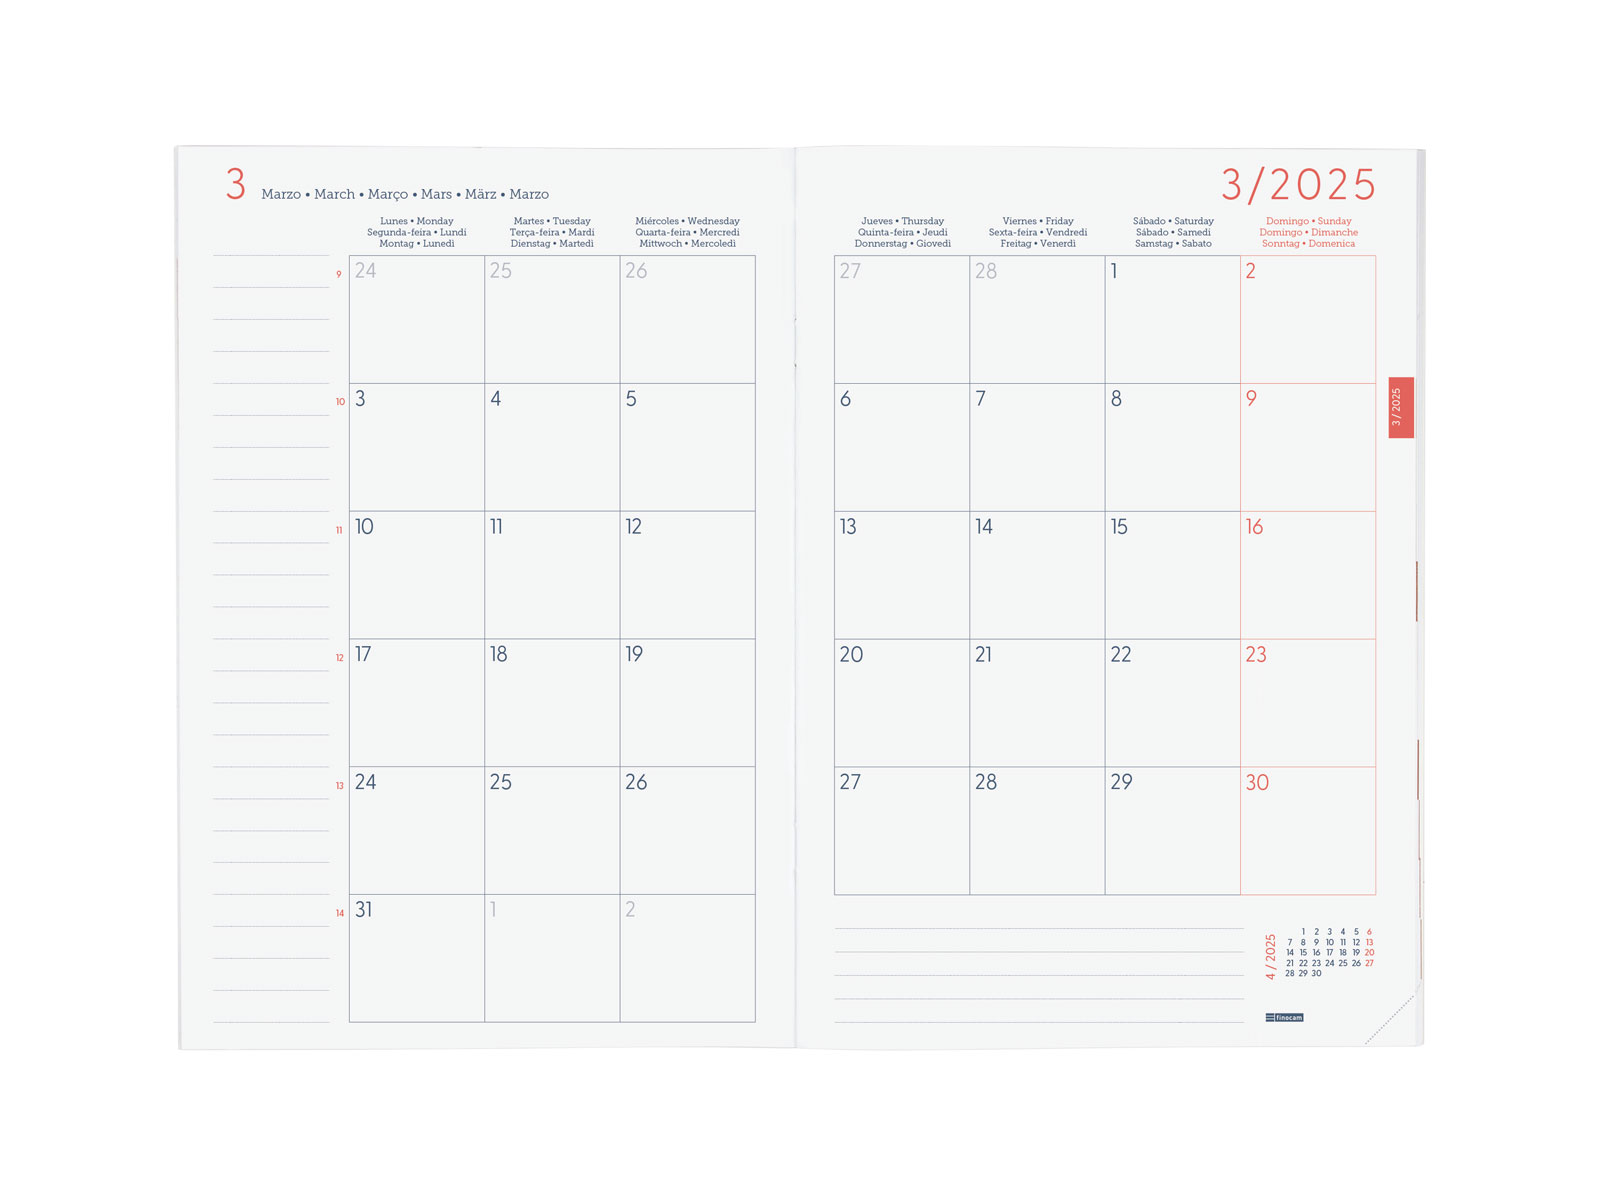 3 Marzo • March • Março • Mars • März • Marzo
3/2025
Lunes • Monday
Segunda-feira • Lundi
Montag • Lunedì
Martes • Tuesday
Terça-feira • Mardi
Dienstag • Martedì
Miércoles • Wednesday
Quarta-feira • Mercredi
Mittwoch • Mercoledì
Jueves • Thursday
Quinta-feira • Jeudi
Donnerstag • Giovedì
Viernes • Friday
Sexta-feira • Vendredi
Freitag • Venerdì
Sábado • Saturday
Sábado • Samedi
Samstag • Sabato
Domingo • Sunday
Domingo • Dimanche
Sonntag • Domenica
9 24 25 26 27 28 1 2
10 3 4 5 6 7 8 9
3 / 2025
11 10 11 12 13 14 15 16
12 17 18 19 20 21 22 23
13 24 25 26 27 28 29 30
14 31 1 2
4 / 2025
1 2 3 4 5 6
7 8 9 10 11 12 13
14 15 16 17 18 19 20
21 22 23 24 25 26 27
28 29 30
finocam